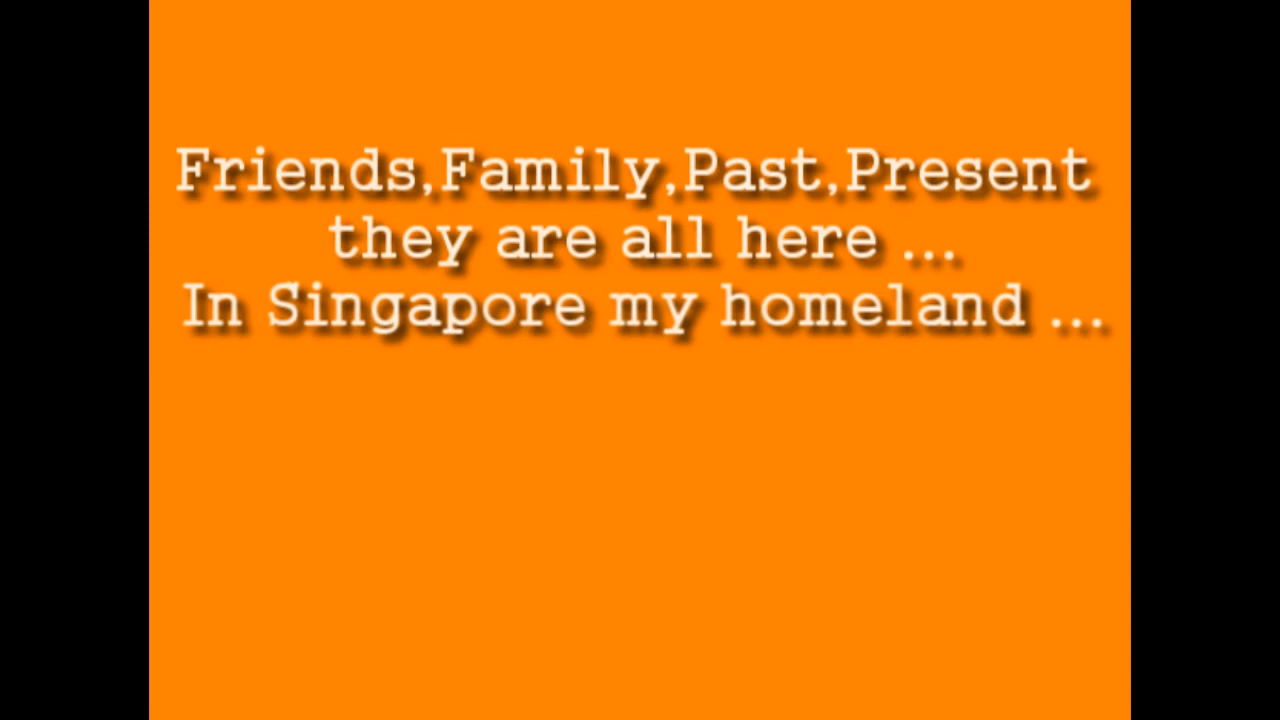 Friends,Family,Past,Present
they are all here ...
In Singapore my homeland ...